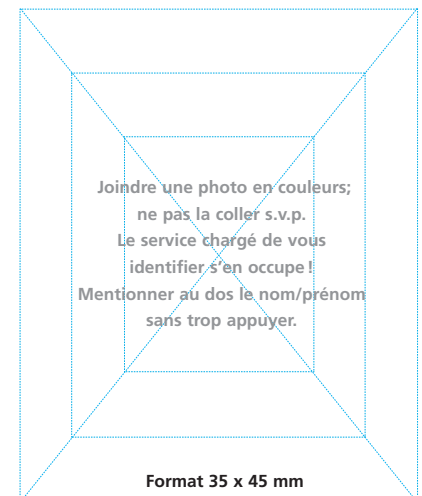 Joindre une photo en couleurs;
ne pas la coller s.v.p.
Le service chargé de vous
identifier s'en occupe !
Mentionner au dos le nom/prénom
sans trop appuyer.
Format 35 x 45 mm